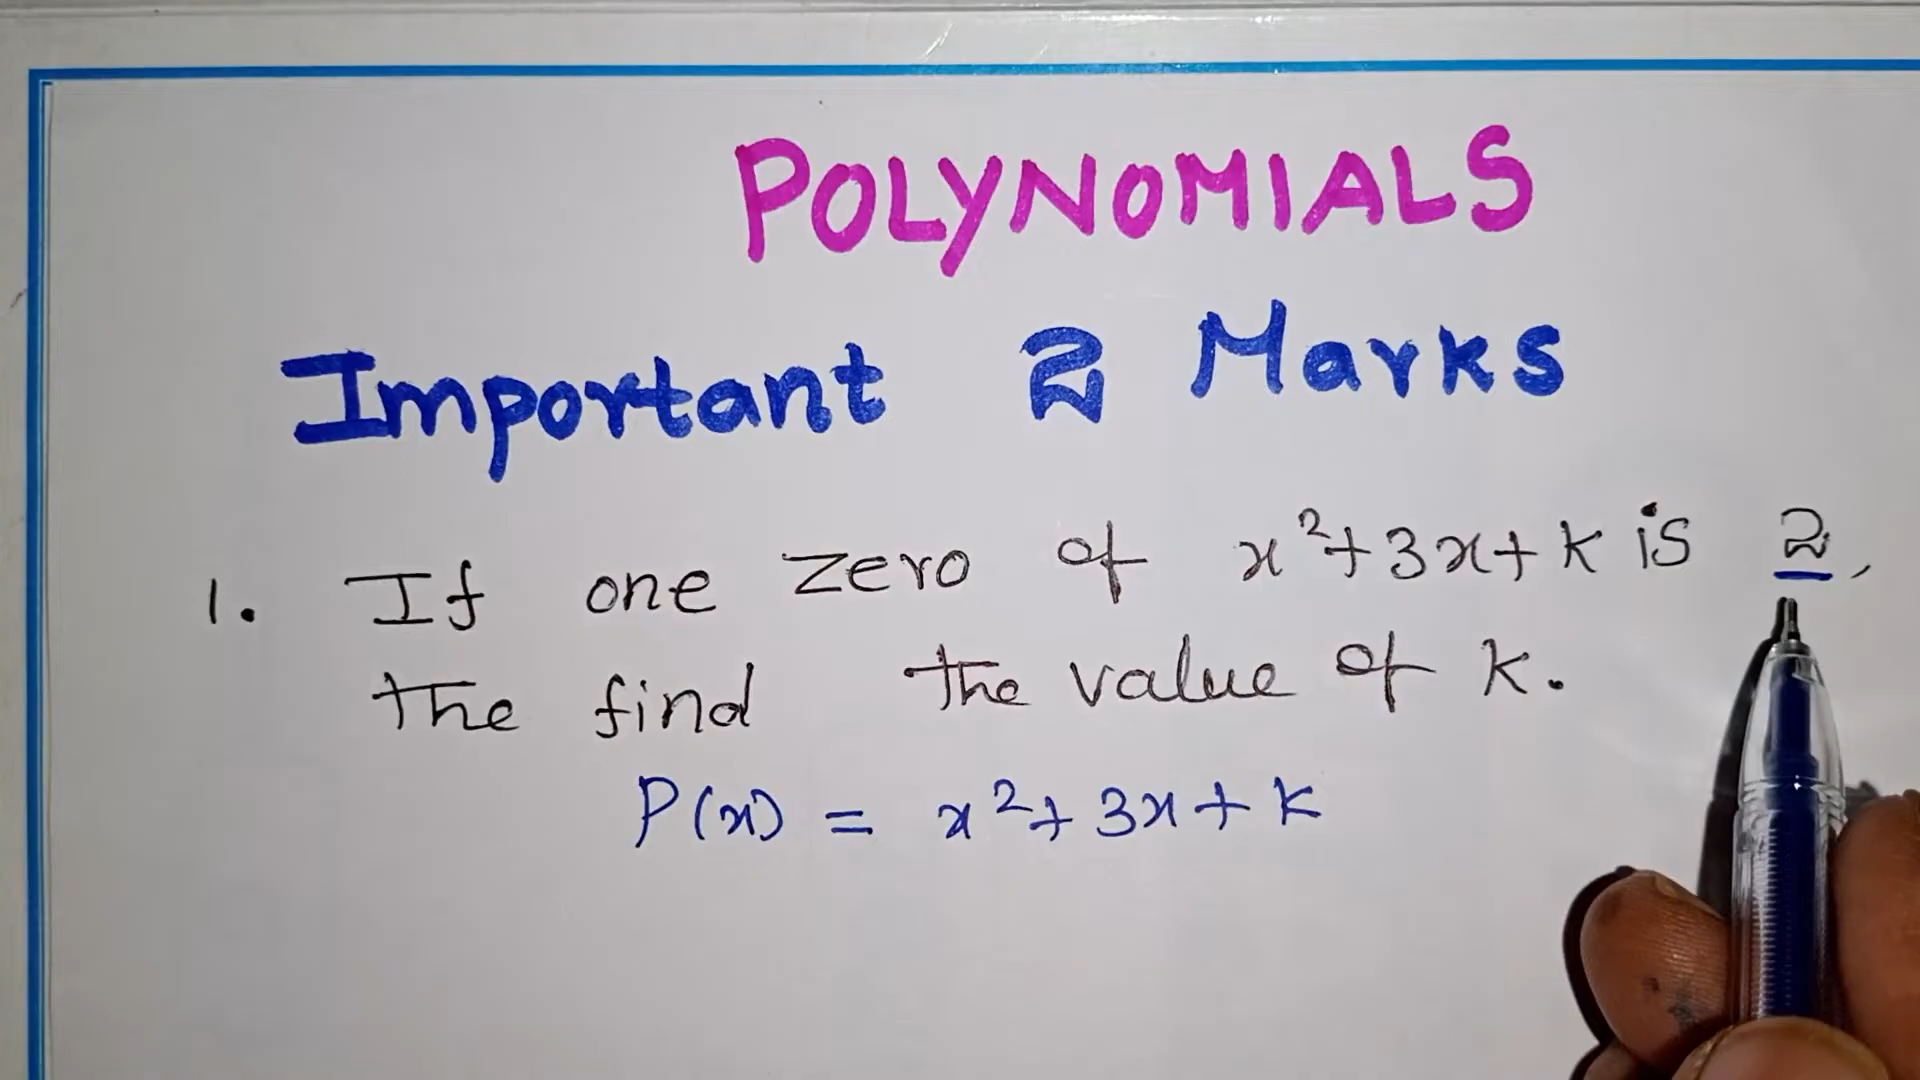 POLYNOMIALS
Important 2 Marks
1. If one zero of x²+3x+k is 2,
the find the value of k.
P(x) = x²+3x+k